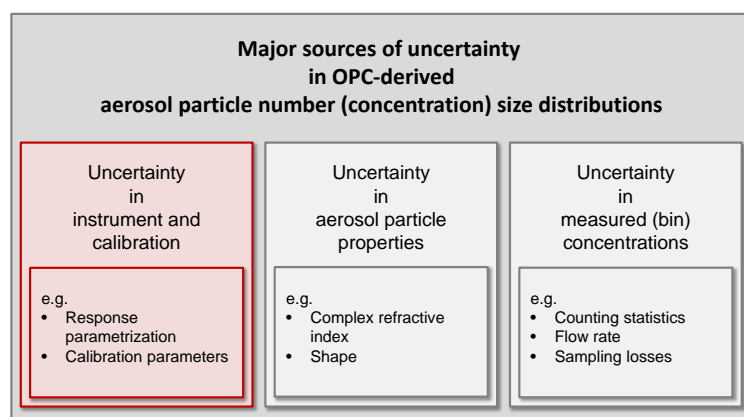 Major sources of uncertainty
in OPC-derived
aerosol particle number (concentration) size distributions
Uncertainty
in
instrument and
calibration
e.g.
• Response
parametrization
• Calibration parameters
Uncertainty
in
aerosol particle
properties
e.g.
• Complex refractive
index
• Shape
Uncertainty
in
measured (bin)
concentrations
e.g.
• Counting statistics
• Flow rate
• Sampling losses